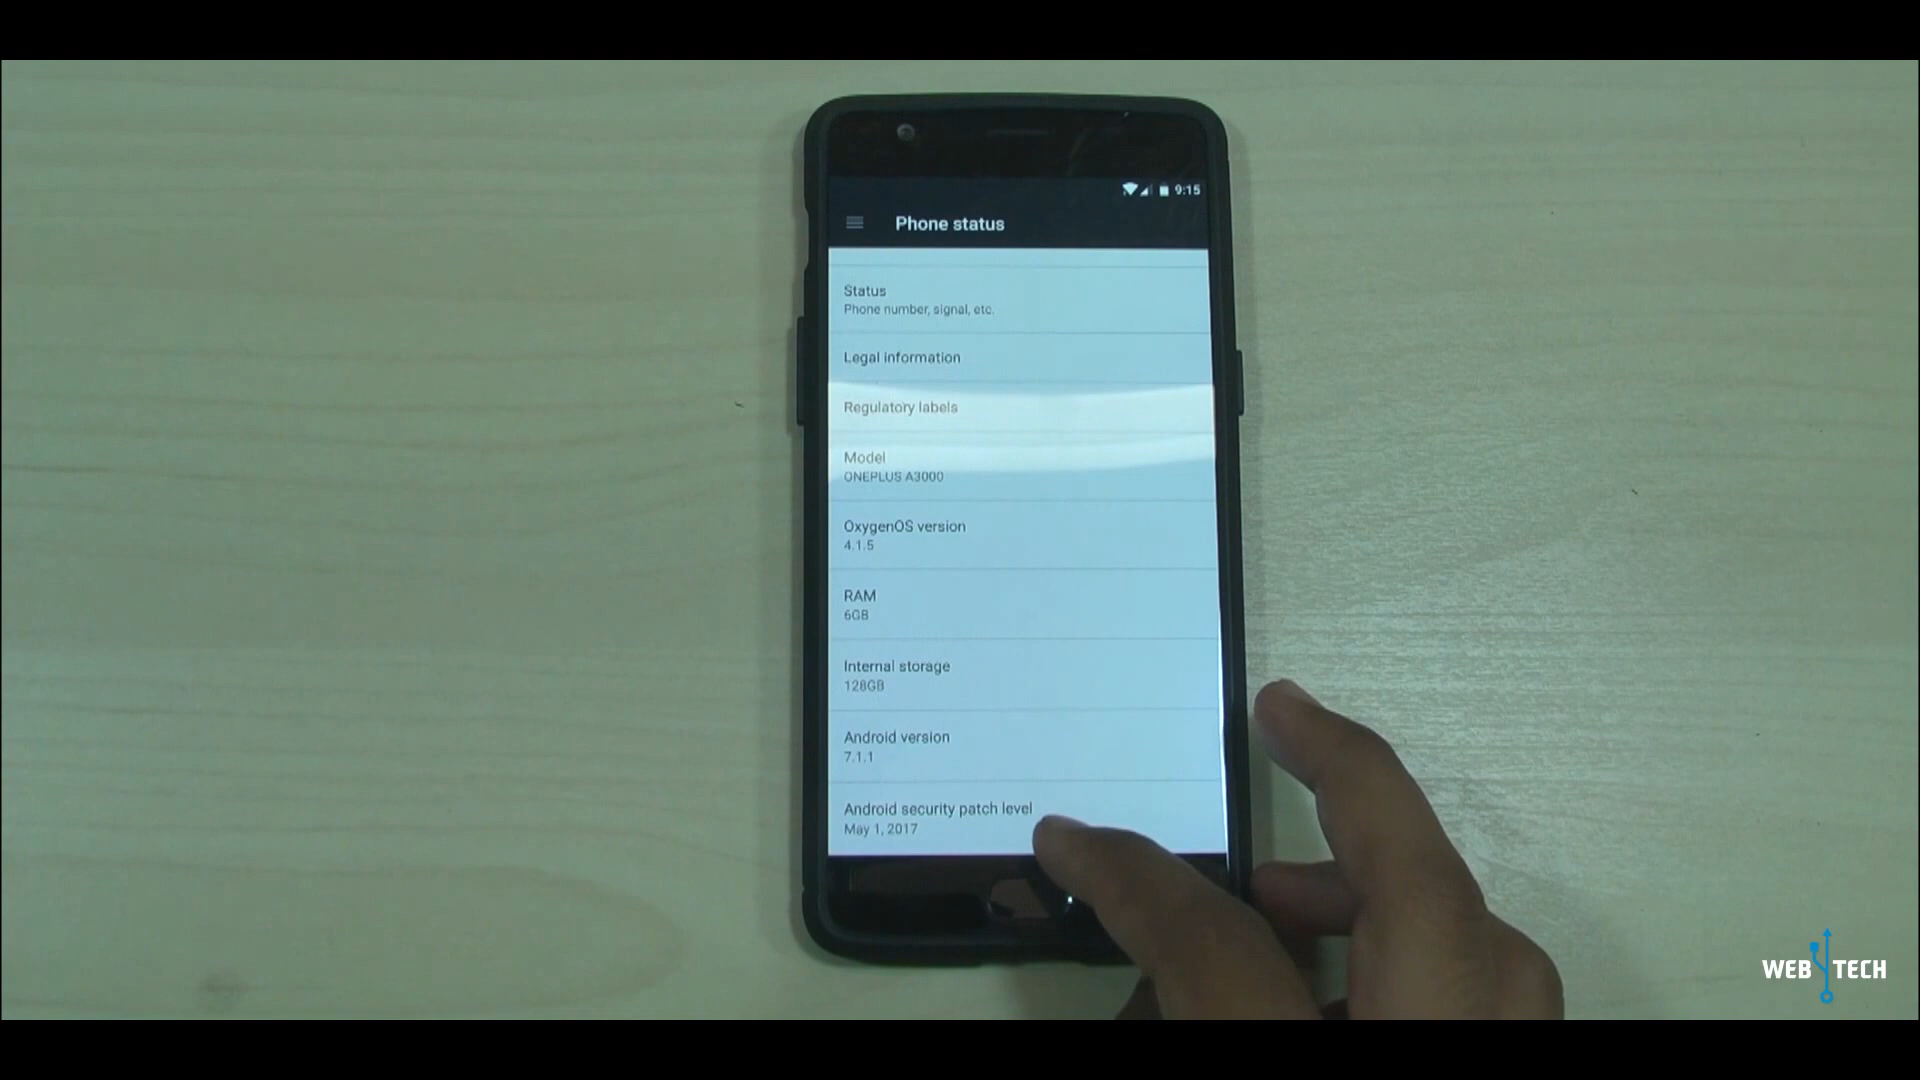 9:15
Phone status
Status
Phone number, signal, etc.
Legal information
Regulatory labels
Model
ONEPLUS A3000
OxygenOS version
4.1.5
RAM
6GB
Internal storage
128GB
Android version
7.1.1
Android security patch level
May 1, 2017
WEB TECH